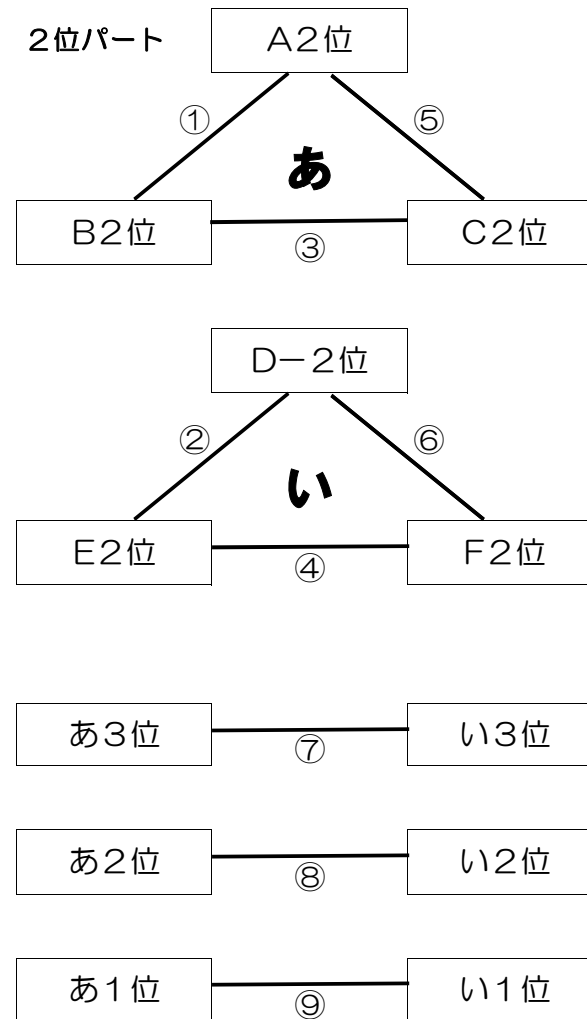 ２位パート
Ａ２位
①
⑤
あ
Ｂ２位
Ｃ２位
③
Ｄー２位
②
⑥
い
Ｅ２位
Ｆ２位
④
あ３位
い３位
⑦
あ２位
い２位
⑧
あ１位
い１位
⑨